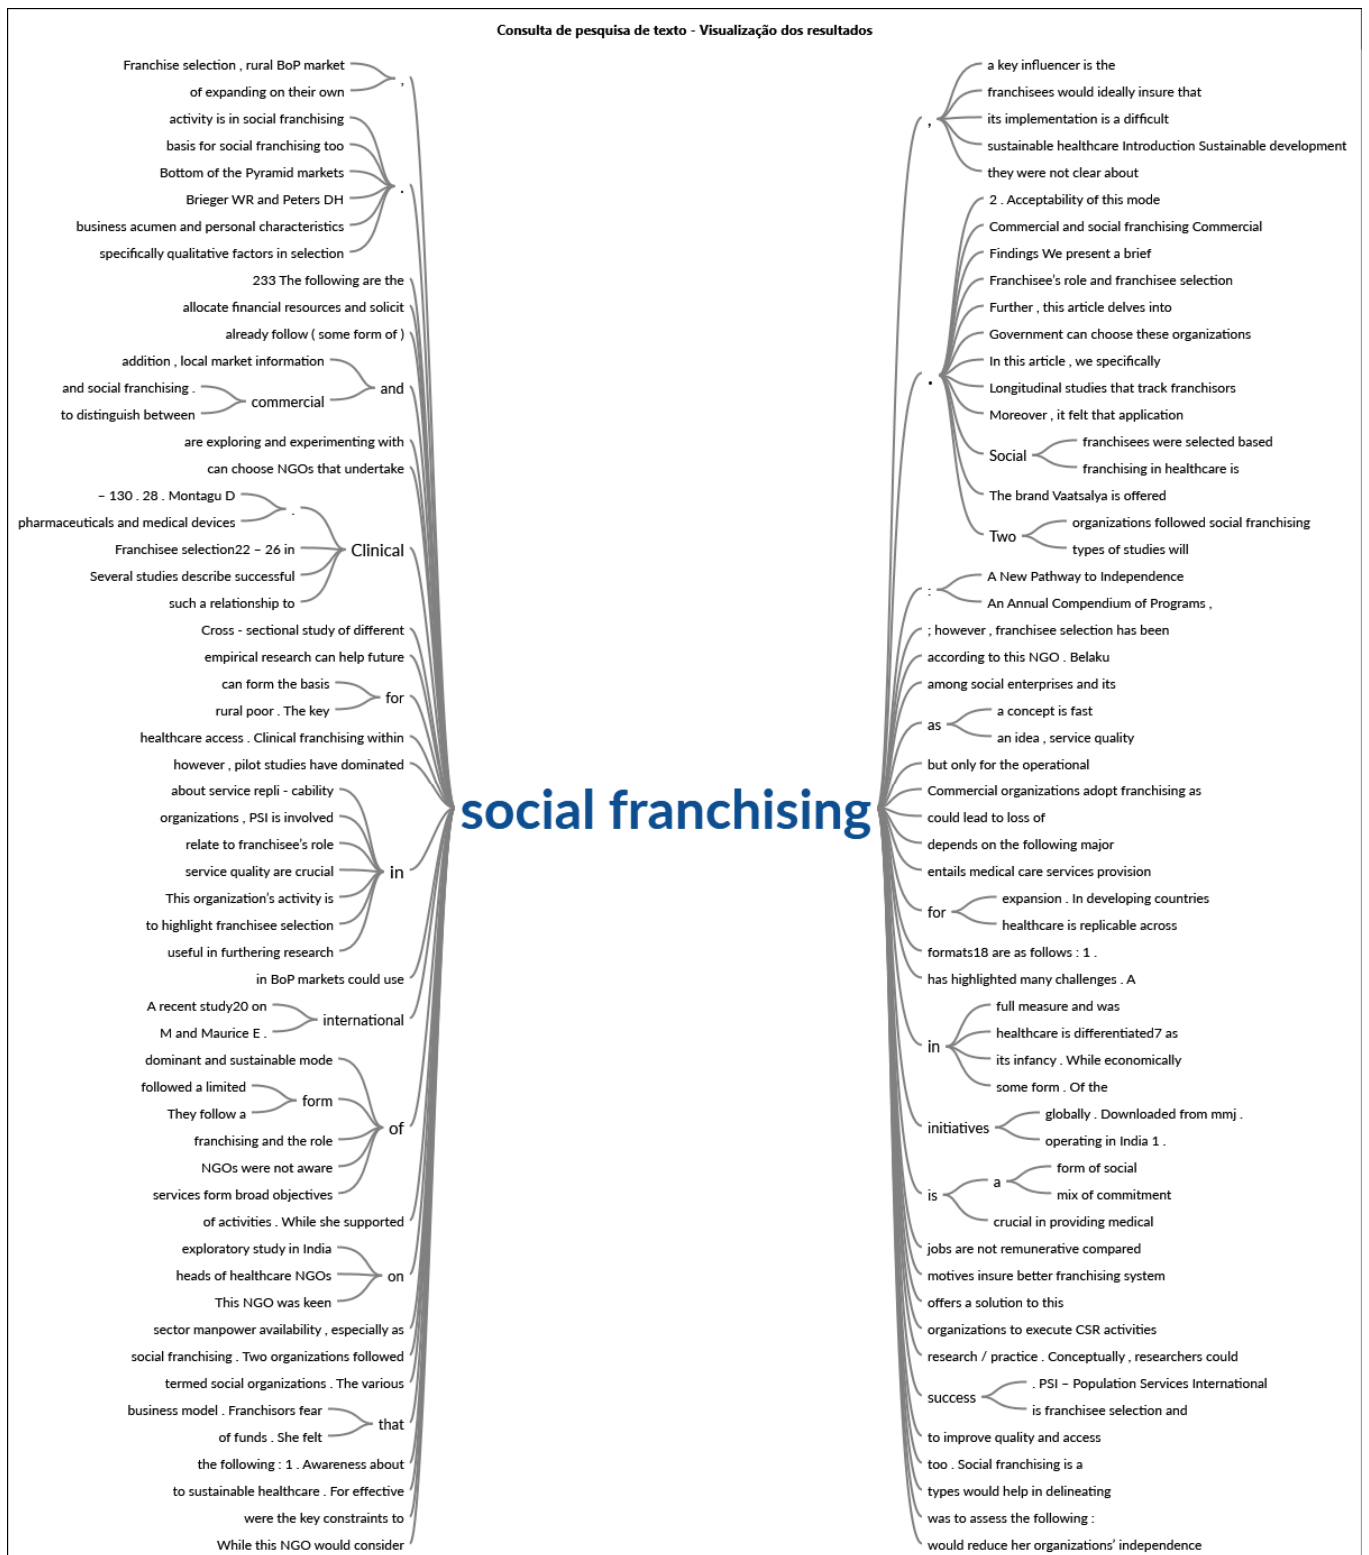 Consulta de pesquisa de texto - Visualização dos resultados
Franchise selection , rural BoP market
of expanding on their own
,
activity is in social franchising
basis for social franchising too
Bottom of the Pyramid markets
Brieger WR and Peters DH
business acumen and personal characteristics
specifically qualitative factors in selection
.
233 The following are the
allocate financial resources and solicit
already follow ( some form of )
addition , local market information
and social franchising .
to distinguish between
commercial
and
are exploring and experimenting with
can choose NGOs that undertake
– 130 . 28 . Montagu D
pharmaceuticals and medical devices
.
Franchisee selection22 – 26 in
Several studies describe successful
such a relationship to
Clinical
Cross - sectional study of different
empirical research can help future
can form the basis
rural poor . The key
for
healthcare access . Clinical franchising within
however , pilot studies have dominated
about service repli - cability
organizations , PSI is involved
relate to franchisee's role
service quality are crucial
This organization's activity is
to highlight franchisee selection
useful in furthering research
in
in BoP markets could use
A recent study20 on
M and Maurice E .
international
dominant and sustainable mode
followed a limited
They follow a
form
franchising and the role
NGOs were not aware
services form broad objectives
of
of activities . While she supported
exploratory study in India
heads of healthcare NGOs
This NGO was keen
on
sector manpower availability , especially as
social franchising . Two organizations followed
termed social organizations . The various
business model . Franchisors fear
of funds . She felt
that
the following : 1 . Awareness about
to sustainable healthcare . For effective
were the key constraints to
While this NGO would consider
social franchising
,
a key influencer is the
franchisees would ideally insure that
its implementation is a difficult
sustainable healthcare Introduction Sustainable development
they were not clear about
.
2 . Acceptability of this mode
Commercial and social franchising Commercial
Findings We present a brief
Franchisee's role and franchisee selection
Further , this article delves into
Government can choose these organizations
In this article , we specifically
Longitudinal studies that track franchisors
Moreover , it felt that application
Social
franchisees were selected based
franchising in healthcare is
The brand Vaatsalya is offered
Two
organizations followed social franchising
types of studies will
:
A New Pathway to Independence
An Annual Compendium of Programs ,
; however , franchisee selection has been
according to this NGO . Belaku
among social enterprises and its
as
a concept is fast
an idea , service quality
but only for the operational
Commercial organizations adopt franchising as
could lead to loss of
depends on the following major
entails medical care services provision
for
expansion . In developing countries
healthcare is replicable across
formats18 are as follows : 1 .
has highlighted many challenges . A
in
full measure and was
healthcare is differentiated7 as
its infancy . While economically
some form . Of the
initiatives
globally . Downloaded from mmj .
operating in India 1 .
is
a
form of social
mix of commitment
crucial in providing medical
jobs are not remunerative compared
motives insure better franchising system
offers a solution to this
organizations to execute CSR activities
research / practice . Conceptually , researchers could
success
. PSI – Population Services International
is franchisee selection and
to improve quality and access
too . Social franchising is a
types would help in delineating
was to assess the following :
would reduce her organizations' independence